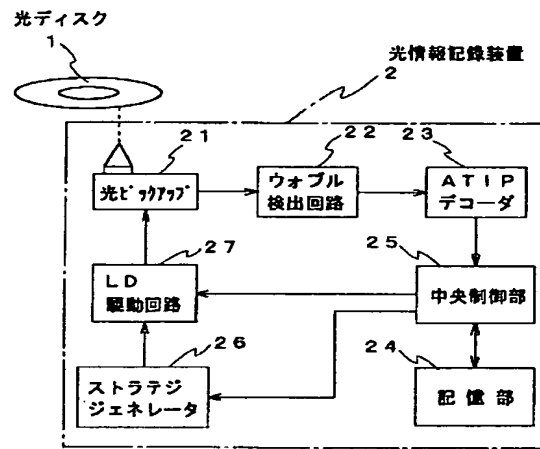 光ディスク
1
光情報記録装置
2
21
22
23
光ピックアップ
ウォブル
検出回路
ATIP
デコーダ
27
25
LD
駆動回路
中央制御部
26
24
ストラテジ
ジェネレータ
記憶部